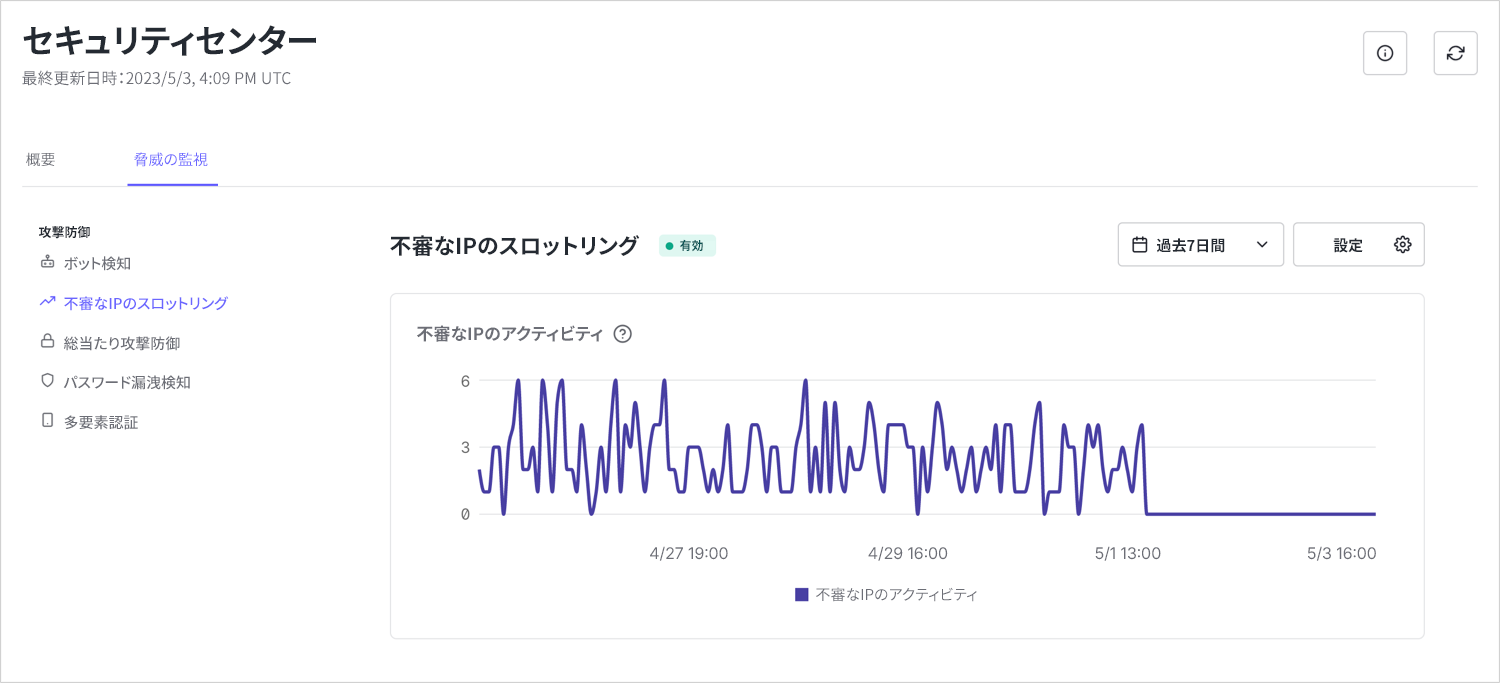 セキュリティセンター
最終更新日時：2023/5/3, 4:09 PM UTC
概要
脅威の監視
攻撃防御
ボット検知
不審なIPのスロットリング
総当たり攻撃防御
パスワード漏洩検知
多要素認証
不審なIPのスロットリング
有効
過去7日間
設定
不審なIPのアクティビティ
6
3
0
4/27 19:00
4/29 16:00
5/1 13:00
5/3 16:00
不審なIPのアクティビティ